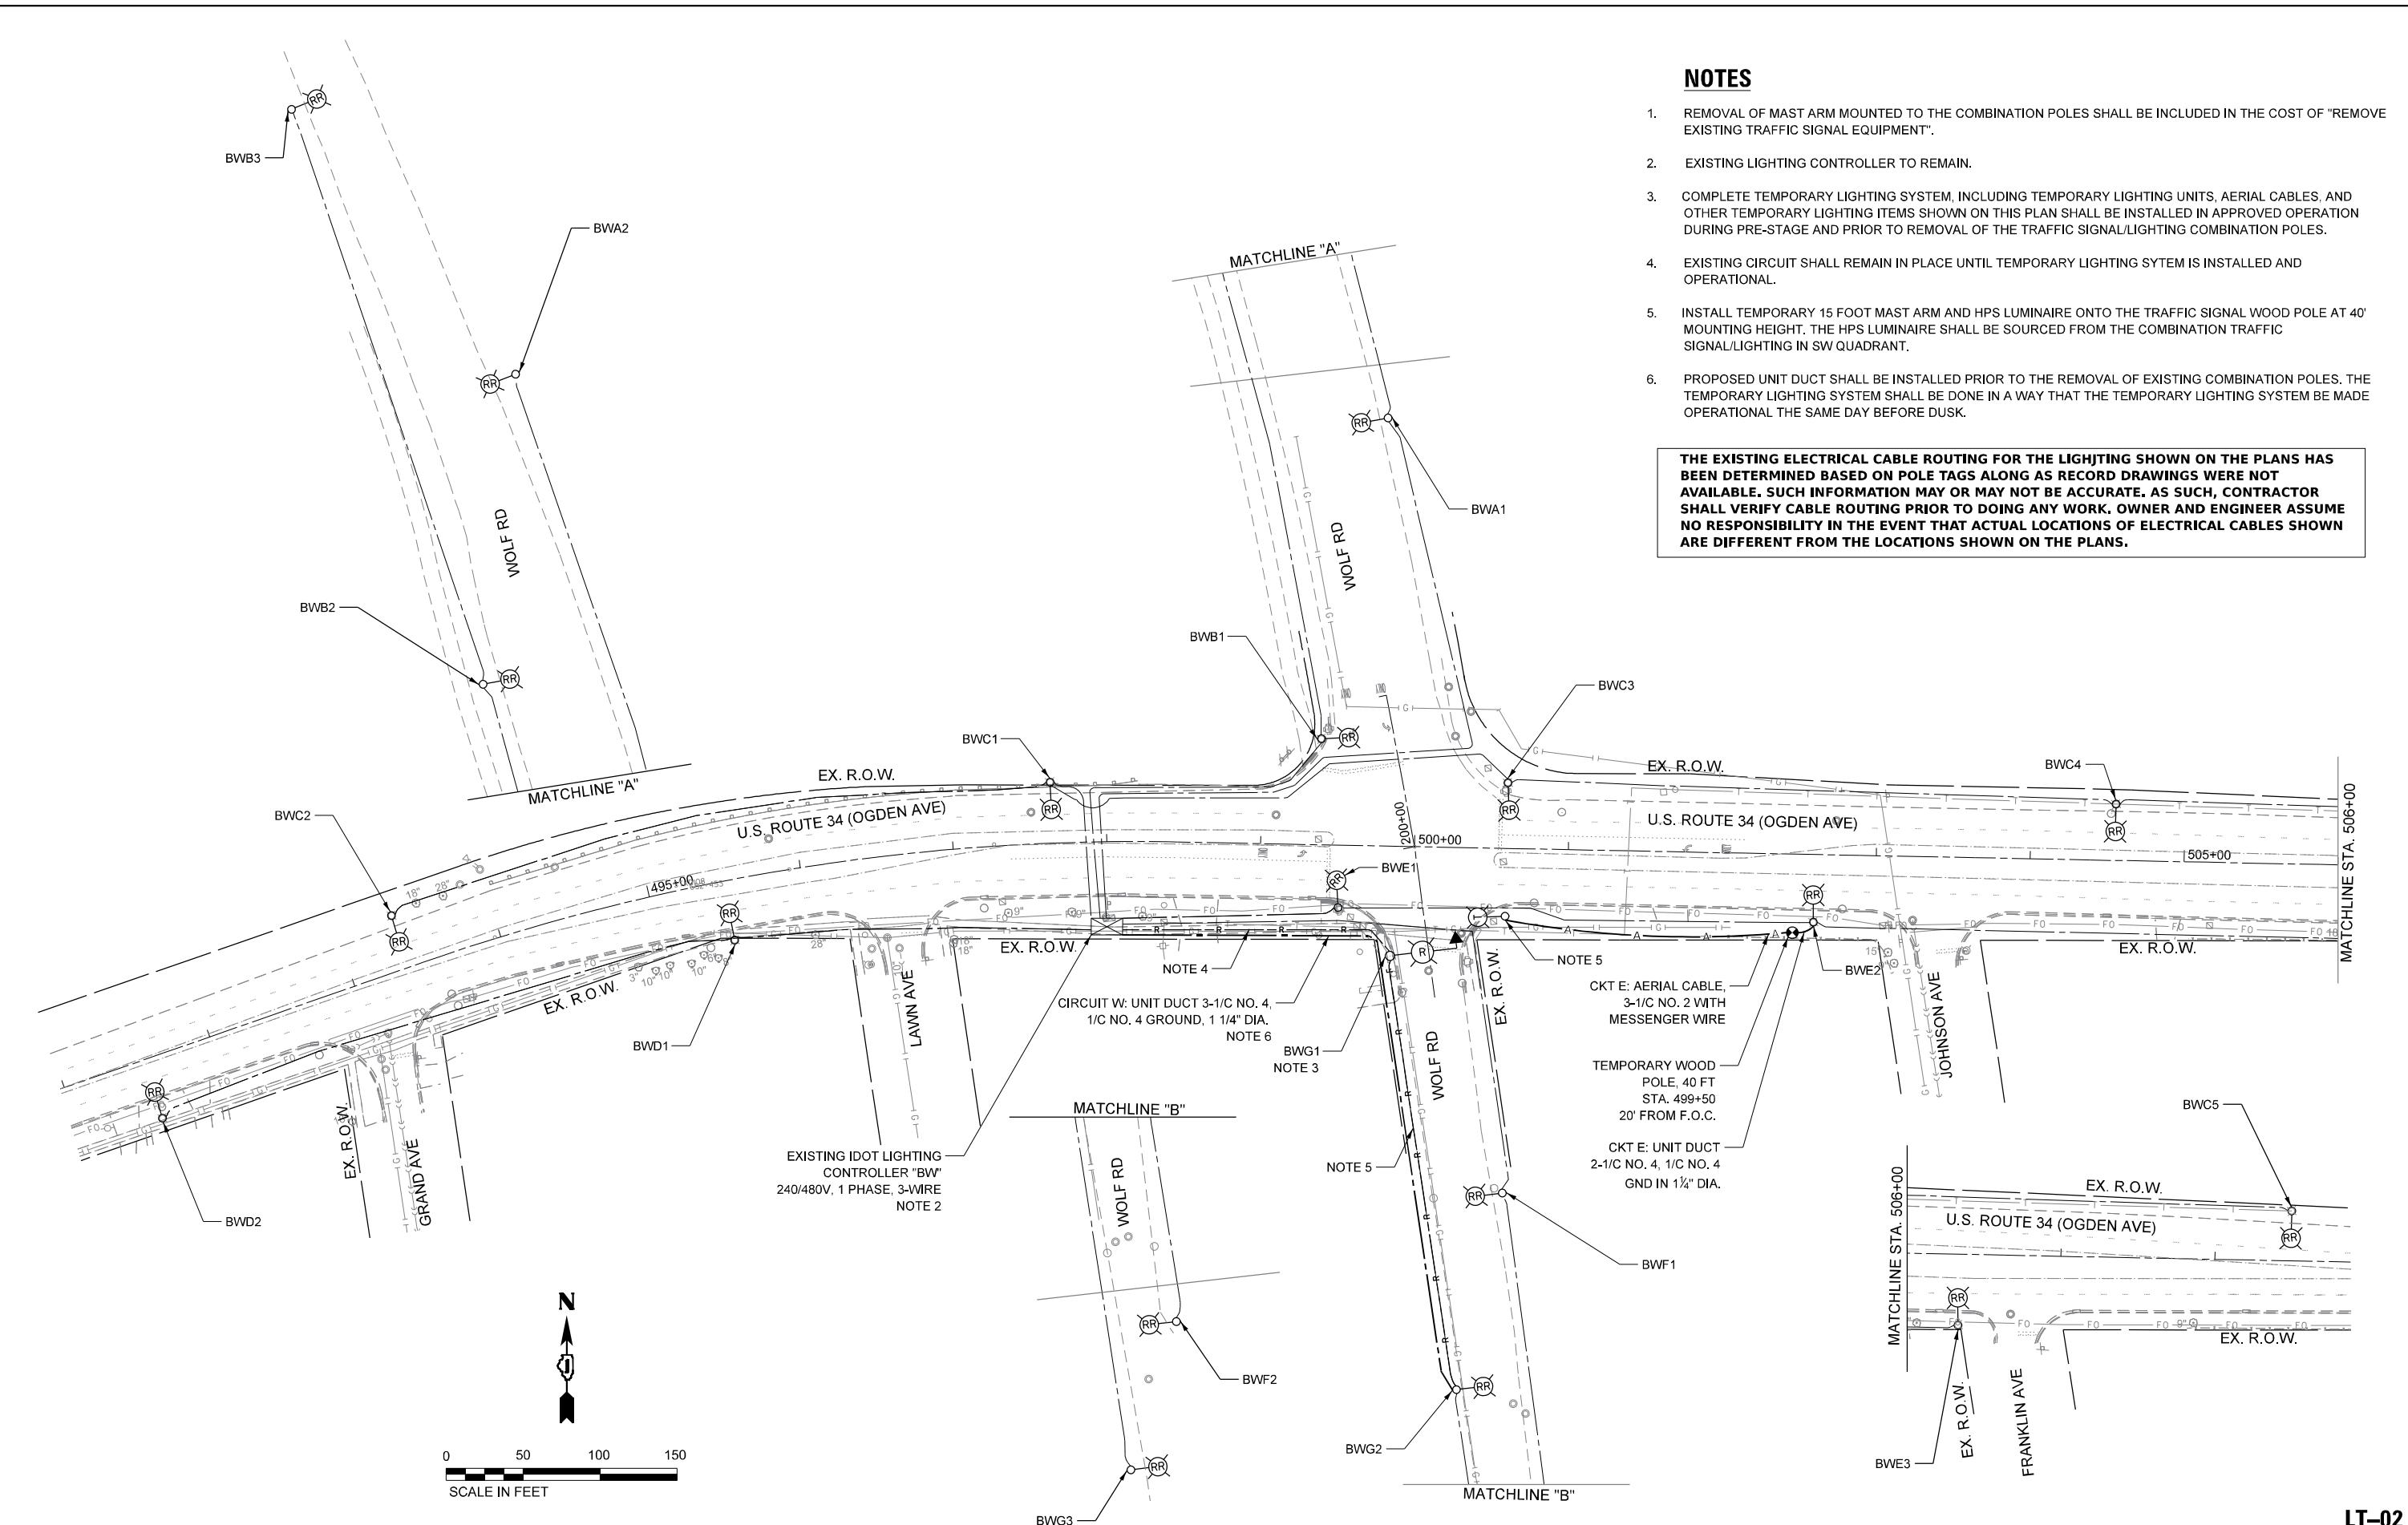 NOTES
1. REMOVAL OF MAST ARM MOUNTED TO THE COMBINATION POLES SHALL BE INCLUDED IN THE COST OF "REMOVE
EXISTING TRAFFIC SIGNAL EQUIPMENT".
2. EXISTING LIGHTING CONTROLLER TO REMAIN.
3. COMPLETE TEMPORARY LIGHTING SYSTEM, INCLUDING TEMPORARY LIGHTING UNITS, AERIAL CABLES, AND
OTHER TEMPORARY LIGHTING ITEMS SHOWN ON THIS PLAN SHALL BE INSTALLED IN APPROVED OPERATION
DURING PRE-STAGE AND PRIOR TO REMOVAL OF THE TRAFFIC SIGNAL/LIGHTING COMBINATION POLES.
4. EXISTING CIRCUIT SHALL REMAIN IN PLACE UNTIL TEMPORARY LIGHTING SYTEM IS INSTALLED AND
OPERATIONAL.
5. INSTALL TEMPORARY 15 FOOT MAST ARM AND HPS LUMINAIRE ONTO THE TRAFFIC SIGNAL WOOD POLE AT 40'
MOUNTING HEIGHT. THE HPS LUMINAIRE SHALL BE SOURCED FROM THE COMBINATION TRAFFIC
SIGNAL/LIGHTING IN SW QUADRANT.
6. PROPOSED UNIT DUCT SHALL BE INSTALLED PRIOR TO THE REMOVAL OF EXISTING COMBINATION POLES. THE
TEMPORARY LIGHTING SYSTEM SHALL BE DONE IN A WAY THAT THE TEMPORARY LIGHTING SYSTEM BE MADE
OPERATIONAL THE SAME DAY BEFORE DUSK.
THE EXISTING ELECTRICAL CABLE ROUTING FOR THE LIGHJTING SHOWN ON THE PLANS HAS
BEEN DETERMINED BASED ON POLE TAGS ALONG AS RECORD DRAWINGS WERE NOT
AVAILABLE. SUCH INFORMATION MAY OR MAY NOT BE ACCURATE. AS SUCH, CONTRACTOR
SHALL VERIFY CABLE ROUTING PRIOR TO DOING ANY WORK. OWNER AND ENGINEER ASSUME
NO RESPONSIBILITY IN THE EVENT THAT ACTUAL LOCATIONS OF ELECTRICAL CABLES SHOWN
ARE DIFFERENT FROM THE LOCATIONS SHOWN ON THE PLANS.
BWB3
RR
BWA2
RR
WOLF RD
BWB2
RR
MATCHLINE "A"
MATCHLINE "A"
RR
BWA1
WOLF RD
BWB1
RR
BWC3
RR
BWC1
RR
EX. R.O.W.
EX. R.O.W.
BWC4
RR
BWC2
RR
U.S. ROUTE 34 (OGDEN AVE)
U.S. ROUTE 34 (OGDEN AVE)
200+00
500+00
505+00
495+00
MATCHLINE STA. 506+00
BWE1
RR
RR
RR
T
R
EX. R.O.W.
EX. R.O.W.
EX. R.O.W.
EX. R.O.W.
NOTE 4
NOTE 5
BWE2
CIRCUIT W: UNIT DUCT 3-1/C NO. 4,
1/C NO. 4 GROUND, 1 1/4" DIA.
NOTE 6
CKT E: AERIAL CABLE,
3-1/C NO. 2 WITH
MESSENGER WIRE
BWD1
LAWN AVE
BWG1
NOTE 3
WOLF RD
JOHNSON AVE
TEMPORARY WOOD
POLE, 40 FT
STA. 499+50
20' FROM F.O.C.
RR
BWD2
EX. R.O.W.
GRAND AVE
EXISTING IDOT LIGHTING
CONTROLLER "BW"
240/480V, 1 PHASE, 3-WIRE
NOTE 2
MATCHLINE "B"
WOLF RD
NOTE 5
CKT E: UNIT DUCT
2-1/C NO. 4, 1/C NO. 4
GND IN 1¼" DIA.
RR
BWF1
RR
BWF2
RR
BWG3
RR
BWG2
MATCHLINE "B"
BWC5
MATCHLINE STA. 506+00
EX. R.O.W.
U.S. ROUTE 34 (OGDEN AVE)
RR
RR
EX. R.O.W.
BWE3
EX. R.O.W.
FRANKLIN AVE
N
0 50 100 150
SCALE IN FEET
LT–02